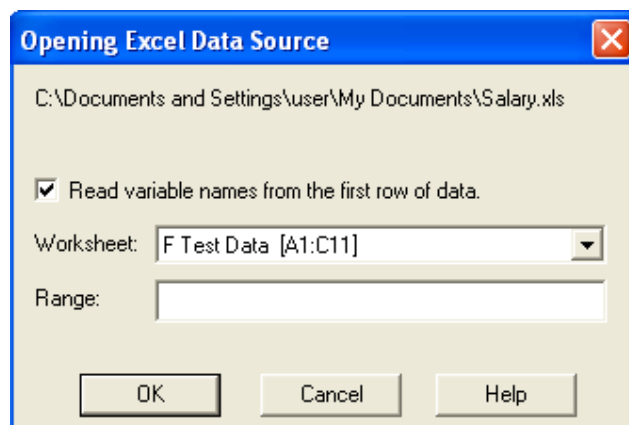 Opening Excel Data Source
C:\Documents and Settings\user\My Documents\Salary.xls
Read variable names from the first row of data.
Worksheet: F Test Data [A1:C11]
Range:
OK Cancel Help